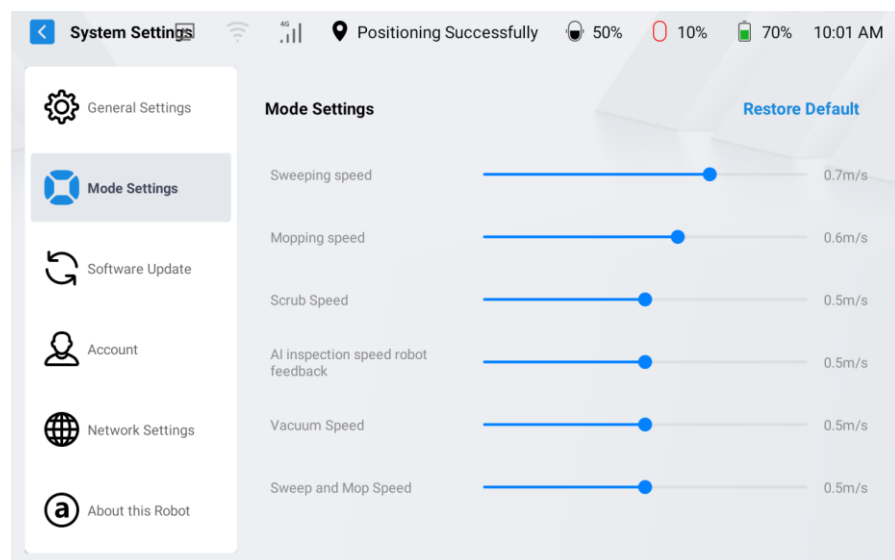 System Settings 4G Positioning Successfully 50% 10% 70% 10:01 AM
General Settings
Mode Settings
Software Update
Account
Network Settings
a About this Robot
Mode Settings Restore Default
Sweeping speed 0.7m/s
Mopping speed 0.6m/s
Scrub Speed 0.5m/s
AI inspection speed robot
feedback 0.5m/s
Vacuum Speed 0.5m/s
Sweep and Mop Speed 0.5m/s